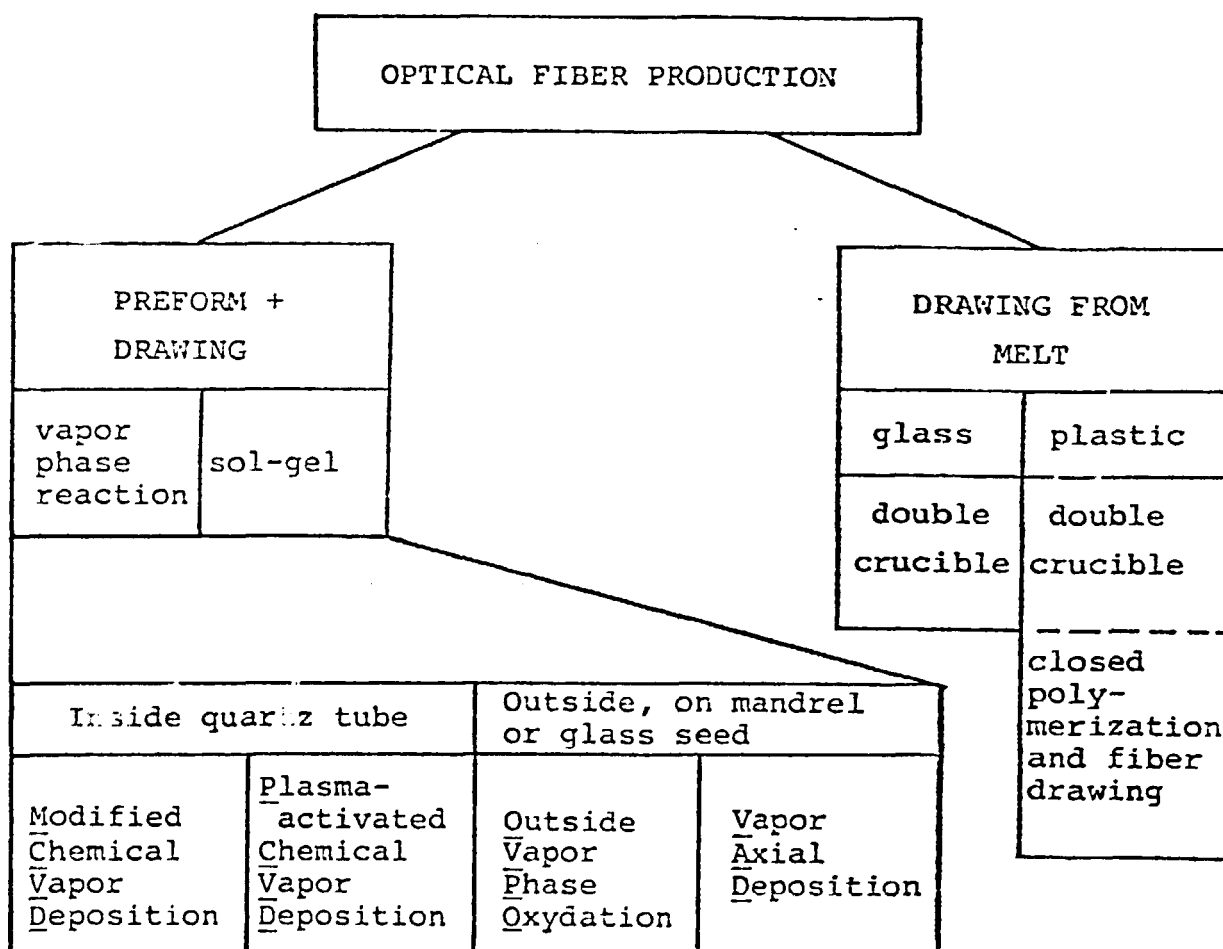 OPTICAL FIBER PRODUCTION
PREFORM +
DRAWING
vapor
phase
reaction
sol-gel
DRAWING FROM
MELT
glass
plastic
double
crucible
double
crucible
closed
poly-
merization
and fiber
drawing
Inside quartz tube
Outside, on mandrel
or glass seed
Modified
Chemical
Vapor
Deposition
Plasma-
activated
Chemical
Vapor
Deposition
Outside
Vapor
Phase
Oxydation
Vapor
Axial
Deposition